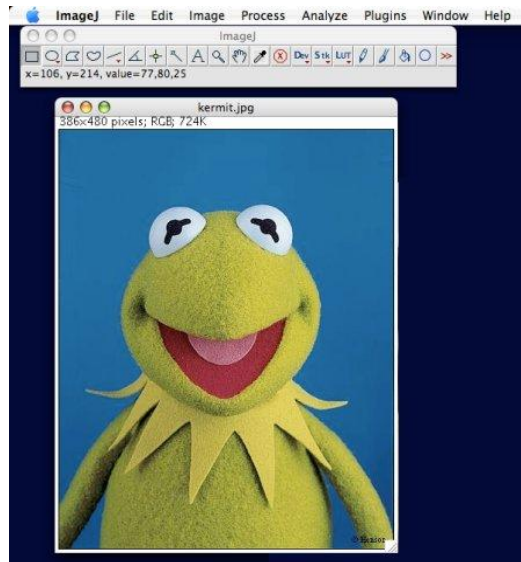 ImageJ File Edit Image Process Analyze Plugins Window Help
ImageJ
A Dev Stk LUT >>
x=106, y=214, value=77,80,25
kermit.jpg
386x480 pixels; RGB; 724K
© Henson